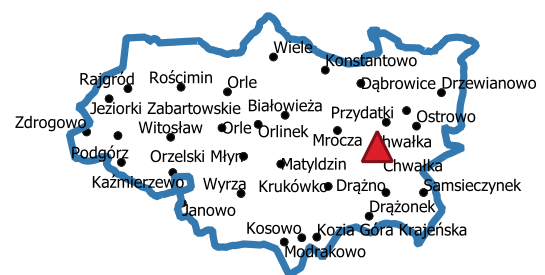 Wiele
Konstantowo
Rajgród
Rościmin
Orle
Dąbrowice
Drzewianowo
Jeziorki Zabartowskie
Białowieża
Przydatki
Ostrowo
Zdrogowo
Witosław
Orle
Orlinek
Mrocza
Chwałka
Podgórz
Orzelski Młyn
Matyldzin
Chwałka
Kaźmierzewo
Wyrza
Krukówko
Drążno
Samsieczynek
Janowo
Drążonek
Kosowo
Kozia Góra Krajeńska
Modrakowo